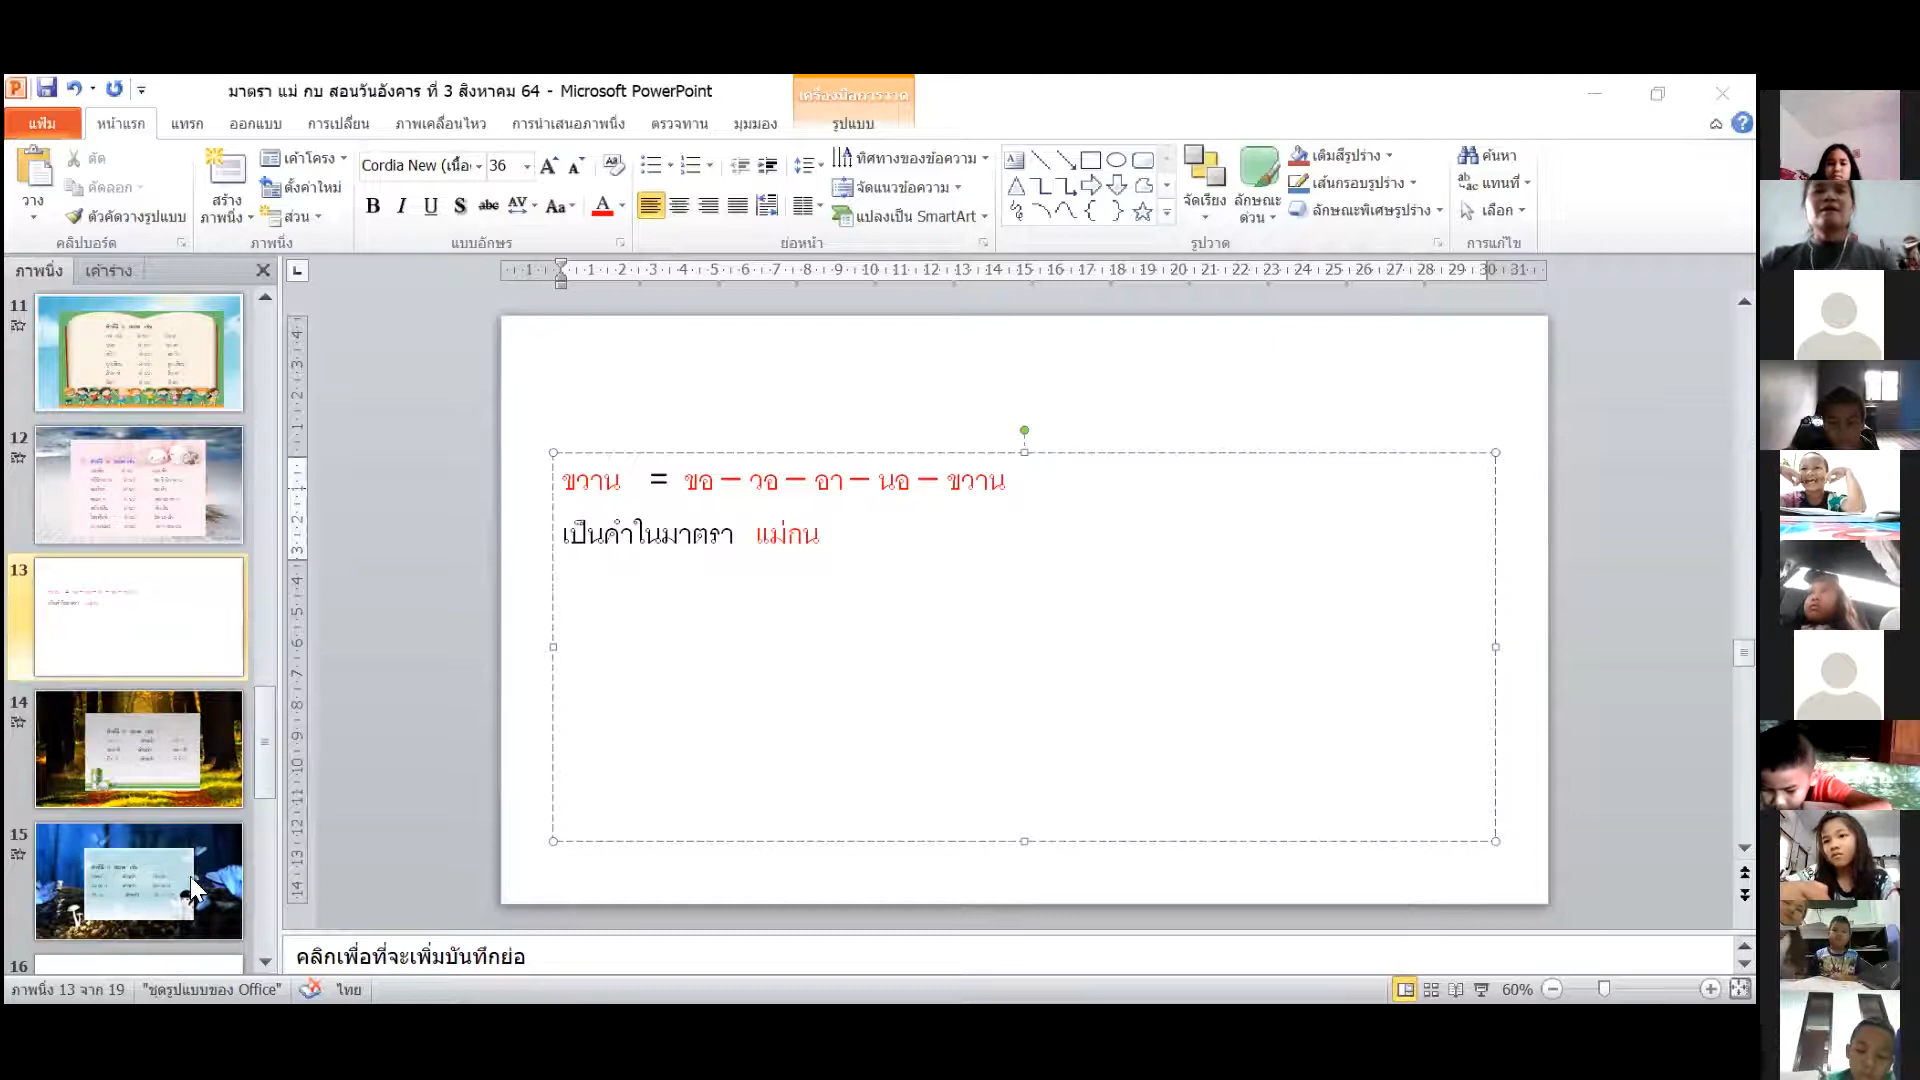 มาตรา แม่ กบ สอนวันอังคาร ที่ 3 สิงหาคม 64 - Microsoft PowerPoint
เครื่องมือการวาด
แฟ้ม หน้าแรก แทรก ออกแบบ การเปลี่ยน ภาพเคลื่อนไหว การนำเสนอภาพนิ่ง ตรวจทาน มุมมอง รูปแบบ
วาง
ตัด
คัดลอก
ตัวคัดวางรูปแบบ
คลิปบอร์ด
สร้าง
ภาพนิ่ง
เค้าโครง
ตั้งค่าใหม่
ส่วน
ภาพนิ่ง
Cordia New (เนื้อ 36
แบบอักษร
ทิศทางของข้อความ
จัดแนวข้อความ
แปลงเป็น SmartArt
ย่อหน้า
จัดเรียง
ลักษณะ
ด่วน
เติมสีรูปร่าง
เส้นกรอบรูปร่าง
ลักษณะพิเศษรูปร่าง
รูปวาด
ค้นหา
แทนที่
เลือก
การแก้ไข
ภาพนิ่ง เค้าร่าง
11
12
13
14
15
16
ขวาน = ขอ – วอ – อา – นอ – ขวาน
เป็นคำในมาตรา แม่กน
คลิกเพื่อที่จะเพิ่มบันทึกย่อ
ภาพนิ่ง 13 จาก 19 "ชุดรูปแบบของ Office" ไทย 60%